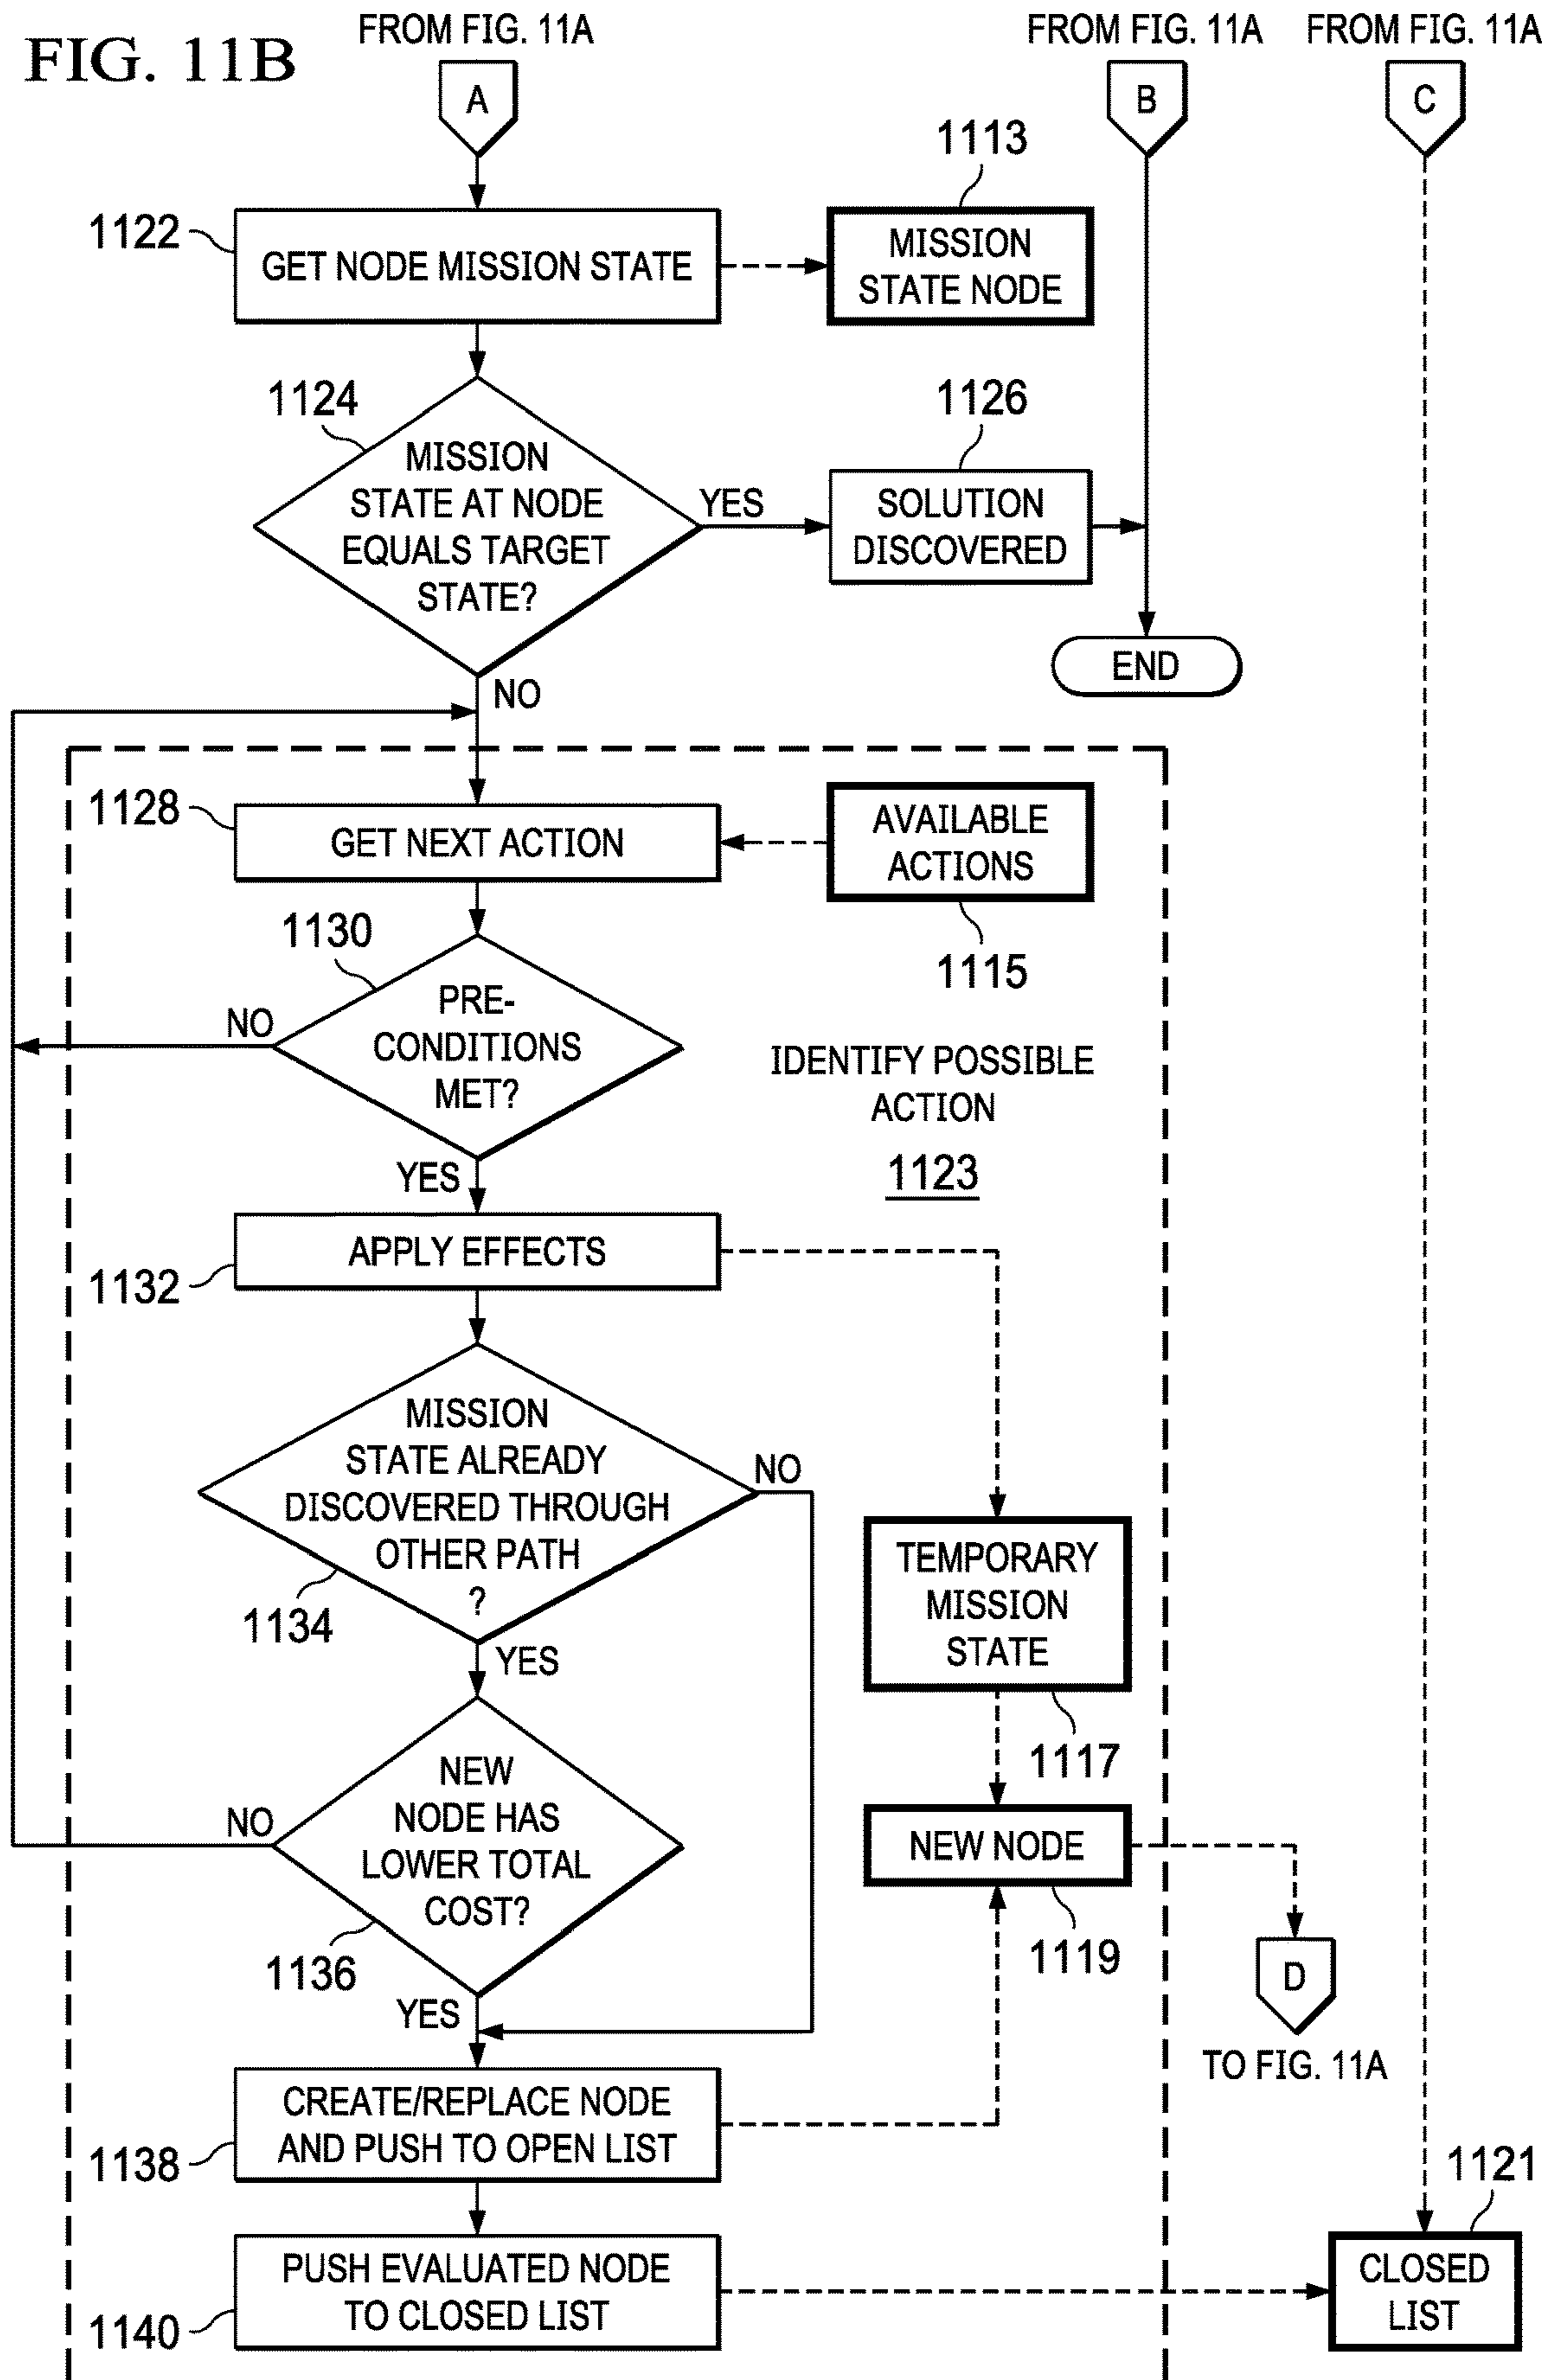 FIG. 11B
FROM FIG. 11A
FROM FIG. 11A
FROM FIG. 11A
A
B
C
1113
1122
GET NODE MISSION STATE
MISSION
STATE NODE
1124
1126
MISSION
STATE AT NODE
EQUALS TARGET
STATE?
YES
SOLUTION
DISCOVERED
END
NO
1128
GET NEXT ACTION
AVAILABLE
ACTIONS
1115
1130
PRE-
CONDITIONS
MET?
NO
IDENTIFY POSSIBLE
ACTION
1123
YES
APPLY EFFECTS
1132
MISSION
STATE ALREADY
DISCOVERED THROUGH
OTHER PATH
?
NO
1134
TEMPORARY
MISSION
STATE
1117
YES
NEW
NODE HAS
LOWER TOTAL
COST?
NO
NEW NODE
1119
1136
D
TO FIG. 11A
YES
CREATE/REPLACE NODE
AND PUSH TO OPEN LIST
1138
1121
PUSH EVALUATED NODE
TO CLOSED LIST
1140
CLOSED
LIST